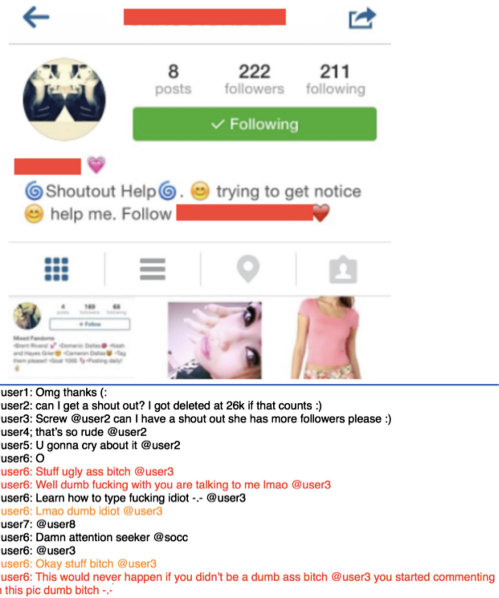 8 222 211
posts followers following
✓ Following
🌀Shoutout Help🌀. 😊 trying to get notice
😊 help me. Follow
+ Follow
user1: Omg thanks (:
user2: can I get a shout out? I got deleted at 26k if that counts :)
user3: Screw @user2 can I have a shout out she has more followers please :)
user4; that's so rude @user2
user5: U gonna cry about it @user2
user6: O
user6: Stuff ugly ass bitch @user3
user6: Well dumb fucking with you are talking to me lmao @user3
user6: Learn how to type fucking idiot -.- @user3
user6: Lmao dumb idiot @user3
user7: @user8
user6: Damn attention seeker @socc
user6: @user3
user6: Okay stuff bitch @user3
user6: This would never happen if you didn't be a dumb ass bitch @user3 you started commenting
this pic dumb bitch -.-